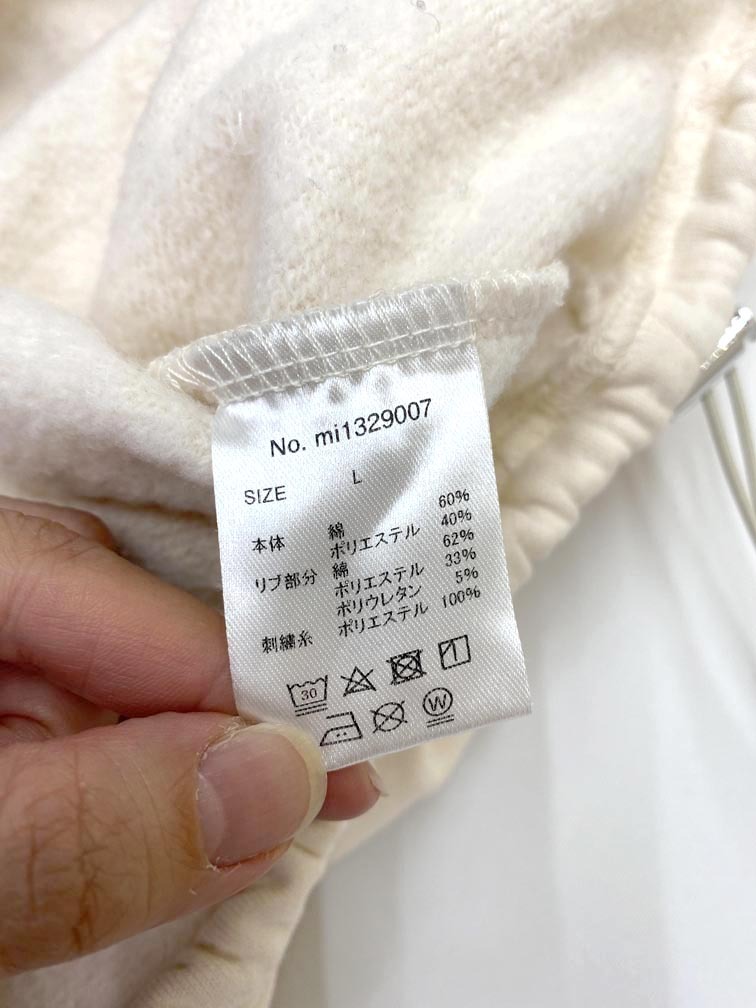 No. mi1329007
SIZE L
本体 綿 60%
ポリエステル 40%
リブ部分 綿 62%
ポリエステル 33%
ポリウレタン 5%
刺繍糸 ポリエステル 100%
30
W